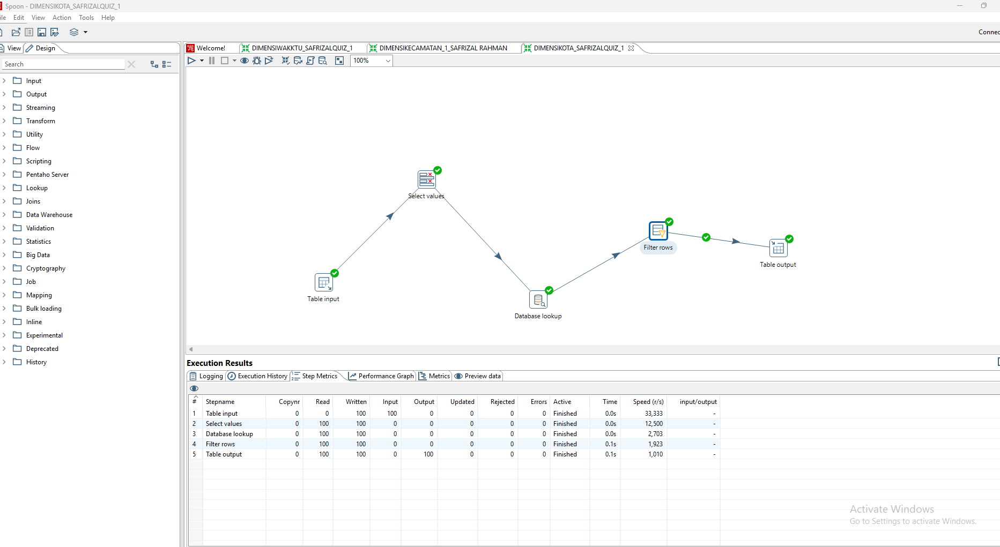 Spoon - DIMENSIKOTA_SAFRIZALQUIZ_1
ile Edit View Action Tools Help
Connec
View Design
Welcome! DIMENSIWAKKTU_SAFRIZALQUIZ_1 DIMENSIKECAMATAN_1_SAFRIZAL RAHMAN DIMENSIKOTA_SAFRIZALQUIZ_1
Search
100%
Input
Output
Streaming
Transform
Utility
Flow
Scripting
Pentaho Server
Lookup
Joins
Data Warehouse
Validation
Statistics
Big Data
Cryptography
Job
Mapping
Bulk loading
Inline
Experimental
Deprecated
History
Select values
Filter rows
Table output
Table input
Database lookup
Execution Results
Logging Execution History Step Metrics Performance Graph Metrics Preview data
# Stepname Copynr Read Written Input Output Updated Rejected Errors Active Time Speed (r/s) input/output
1 Table input 0 0 100 100 0 0 0 0 Finished 0.0s 33,333 -
2 Select values 0 100 100 0 0 0 0 0 Finished 0.0s 12,500 -
3 Database lookup 0 100 100 0 0 0 0 0 Finished 0.0s 2,703 -
4 Filter rows 0 100 100 0 0 0 0 0 Finished 0.1s 1,923 -
5 Table output 0 100 100 0 100 0 0 0 Finished 0.1s 1,010 -
Activate Windows
Go to Settings to activate Windows.